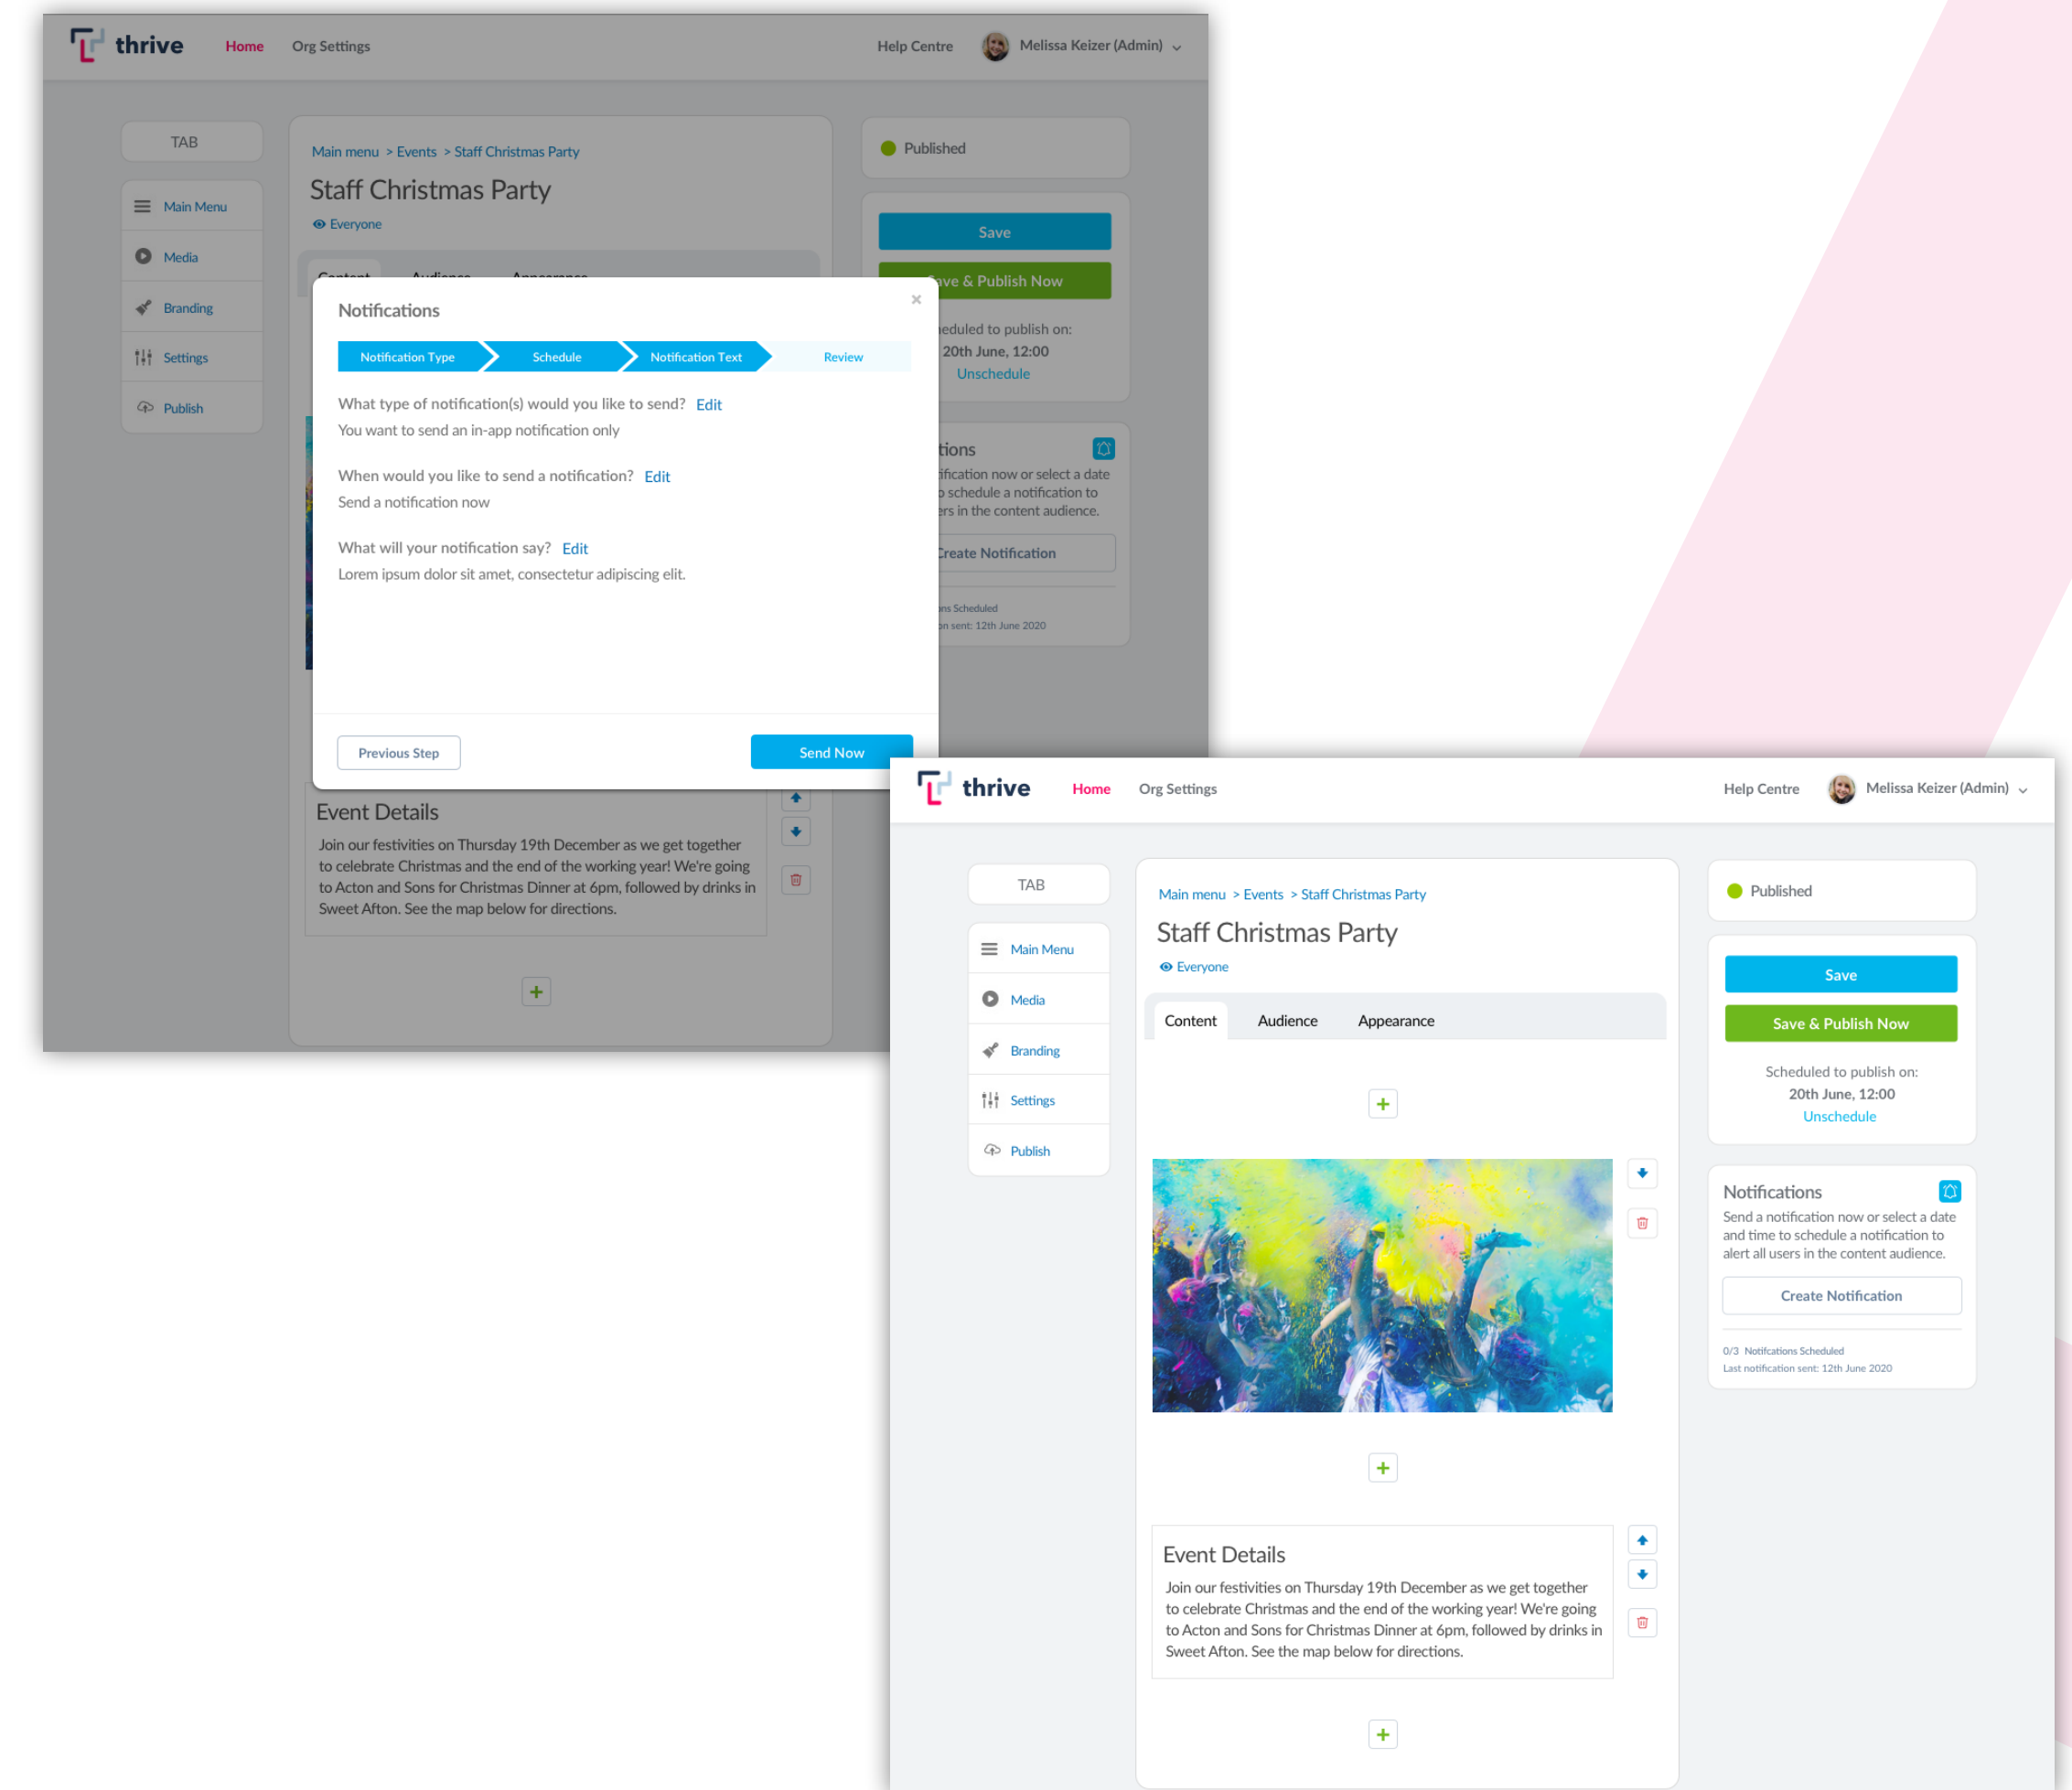 thrive
Home
Org Settings
Help Centre
Melissa Keizer (Admin)
TAB
Main Menu
Media
Branding
Settings
Publish
Main menu > Events > Staff Christmas Party
Staff Christmas Party
Everyone
Published
Save
& Publish Now
to publish on:
20th June, 12:00
Unschedule
Notifications
Notification Type
Schedule
Notification Text
Review
What type of notification(s) would you like to send? Edit
You want to send an in-app notification only
When would you like to send a notification? Edit
Send a notification now
What will your notification say? Edit
Lorem ipsum dolor sit amet, consectetur adipiscing elit.
Previous Step
Send Now
now or select a date
schedule a notification to
in the content audience.
Create Notification
Scheduled
sent: 12th June 2020
Event Details
Join our festivities on Thursday 19th December as we get together
to celebrate Christmas and the end of the working year! We're going
to Acton and Sons for Christmas Dinner at 6pm, followed by drinks in
Sweet Afton. See the map below for directions.
thrive
Home
Org Settings
Help Centre
Melissa Keizer (Admin)
TAB
Main Menu
Media
Branding
Settings
Publish
Main menu > Events > Staff Christmas Party
Staff Christmas Party
Everyone
Content
Audience
Appearance
Published
Save
Save & Publish Now
Scheduled to publish on:
20th June, 12:00
Unschedule
Notifications
Send a notification now or select a date
and time to schedule a notification to
alert all users in the content audience.
Create Notification
0/3 Notifcations Scheduled
Last notification sent: 12th June 2020
Event Details
Join our festivities on Thursday 19th December as we get together
to celebrate Christmas and the end of the working year! We're going
to Acton and Sons for Christmas Dinner at 6pm, followed by drinks in
Sweet Afton. See the map below for directions.